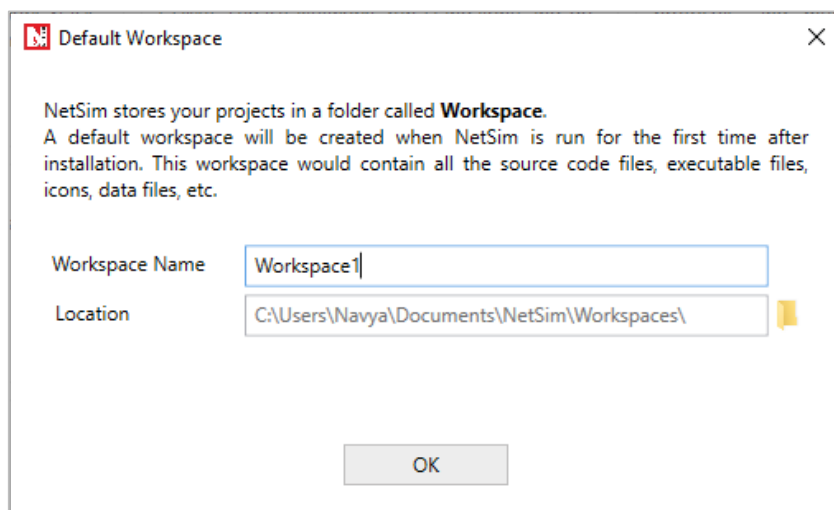 Default Workspace
NetSim stores your projects in a folder called Workspace.
A default workspace will be created when NetSim is run for the first time after
installation. This workspace would contain all the source code files, executable files,
icons, data files, etc.
Workspace Name
Workspace1
Location
C:\Users\Navya\Documents\NetSim\Workspaces\
OK